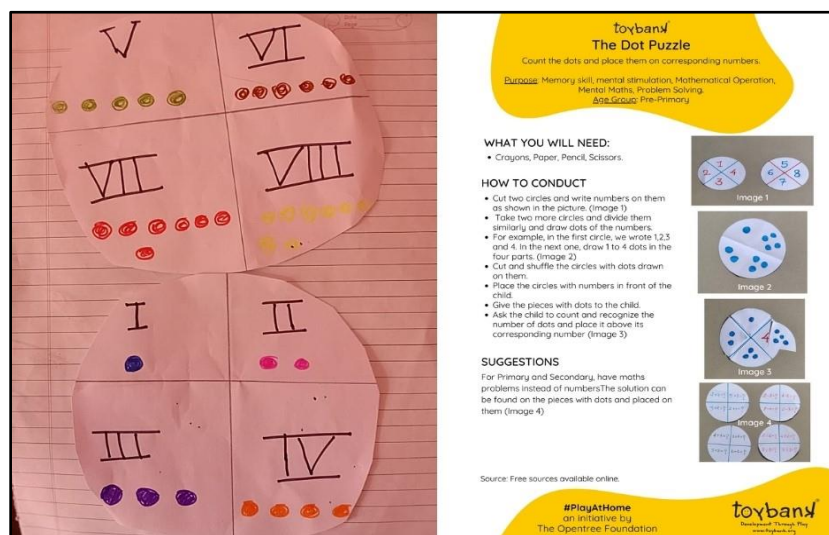 V
VI
VII
VIII
I
II
III
IV
toybank
The Dot Puzzle
Count the dots and place them on corresponding numbers.
Purpose: Memory skill, mental stimulation, Mathematical Operation,
Mental Maths, Problem Solving.
Age Group: Pre-Primary
WHAT YOU WILL NEED:
• Crayons, Paper, Pencil, Scissors.
HOW TO CONDUCT
• Cut two circles and write numbers on them
as shown in the picture. (Image 1)
• Take two more circles and divide them
similarly and draw dots of the numbers.
• For example, in the first circle, we wrote 1,2,3
and 4. In the next one, draw 1 to 4 dots in the
four parts. (Image 2)
• Cut and shuffle the circles with dots drawn
on them.
• Place the circles with numbers in front of the
child.
• Give the pieces with dots to the child.
• Ask the child to count and recognize the
number of dots and place it above its
corresponding number (Image 3)
SUGGESTIONS
For Primary and Secondary, have maths
problems instead of numbersThe solution can
be found on the pieces with dots and placed on
them (Image 4)
Source: Free sources available online.
1
2 4
3
5
6 8
7
Image 1
Image 2
4
Image 3
Image 4
#PlayAtHome
an initiative by
The Opentree Foundation
toybank
Development Through Play
www.toybank.org